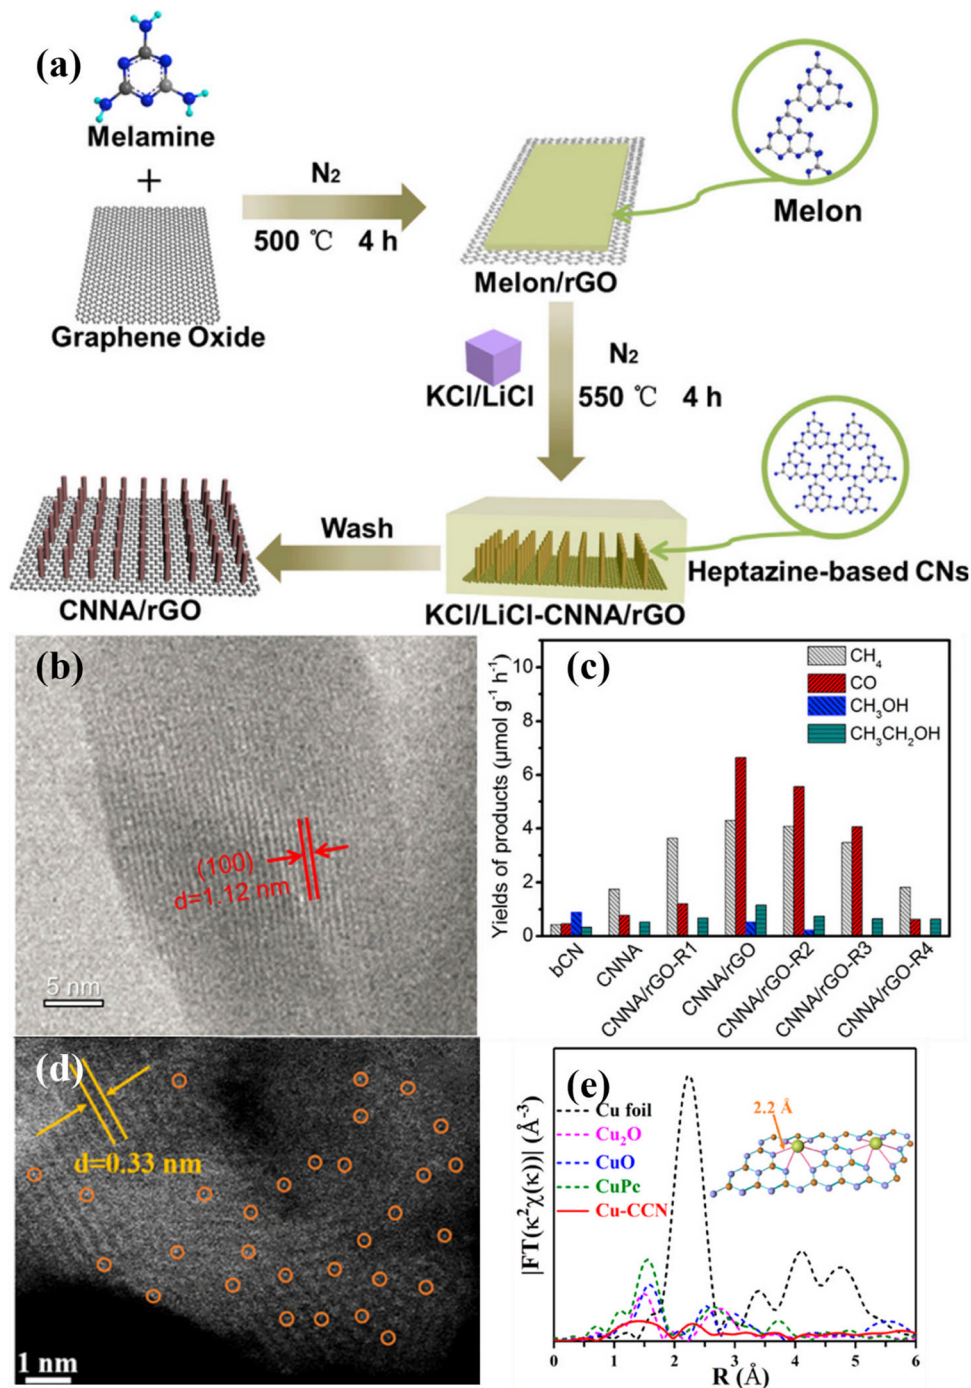 (a)
Melamine
+
Graphene Oxide
N₂
500 ℃ 4 h
Melon/rGO
Melon
KCl/LiCl
N₂
550 ℃ 4 h
Heptazine-based CNs
KCl/LiCl-CNNA/rGO
Wash
CNNA/rGO
(b)
(100)
d=1.12 nm
5 nm
(c)
CH₄
CO
CH₃OH
CH₃CH₂OH
Yields of products (μmol g⁻¹ h⁻¹)
10
8
6
4
2
0
bCN
CNNA
CNNA/rGO-R1
CNNA/rGO
CNNA/rGO-R2
CNNA/rGO-R3
CNNA/rGO-R4
(d)
d=0.33 nm
1 nm
(e)
Cu foil
Cu₂O
CuO
CuPc
Cu-CCN
2.2 Å
|FT(κ²χ(κ))| (Å⁻³)
0 1 2 3 4 5 6
R (Å)